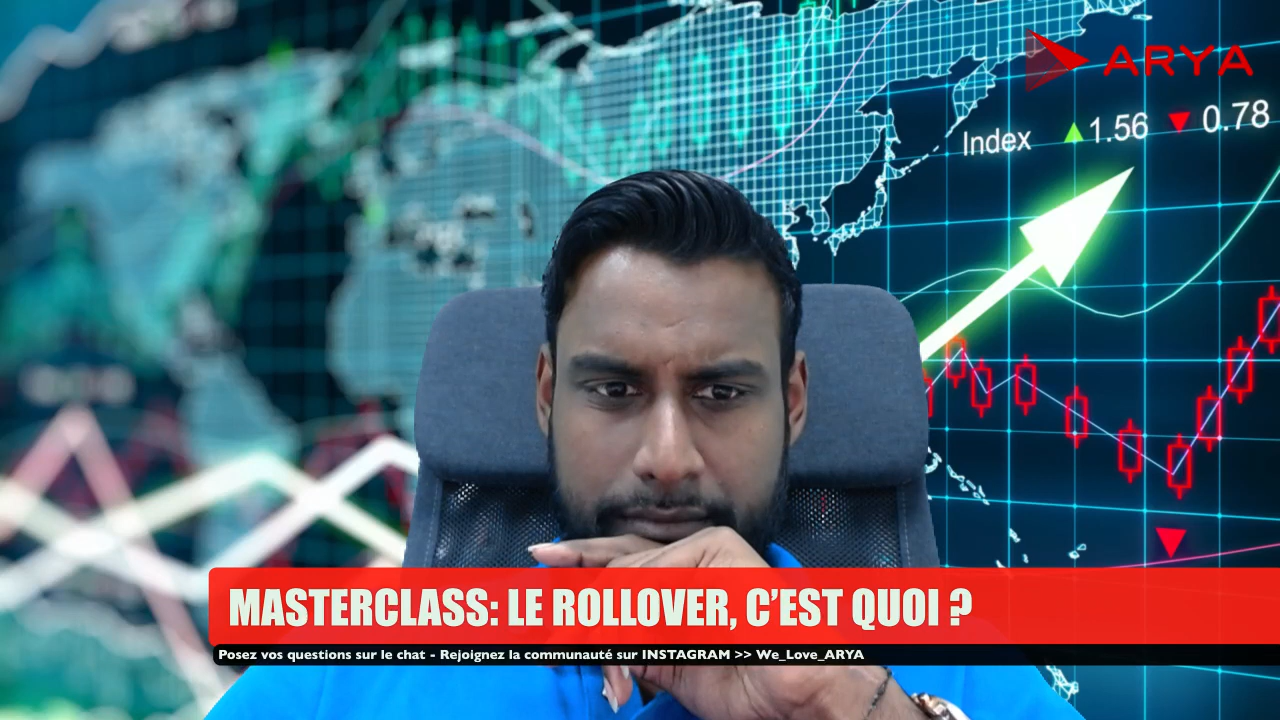 ARYA
Index 1.56 0.78
MASTERCLASS: LE ROLLOVER, C’EST QUOI ?
Posez vos questions sur le chat - Rejoignez la communauté sur INSTAGRAM >> We_Love_ARYA